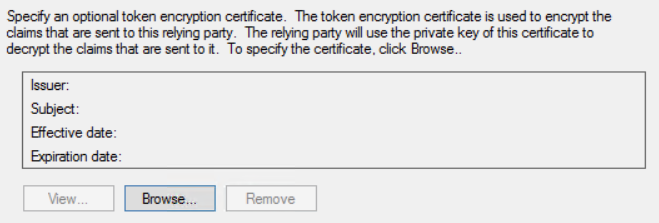 Specify an optional token encryption certificate.  The token encryption certificate is used to encrypt the
claims that are sent to this relying party.  The relying party will use the private key of this certificate to
decrypt the claims that are sent to it.  To specify the certificate, click Browse..
Issuer:
Subject:
Effective date:
Expiration date:
View... Browse... Remove